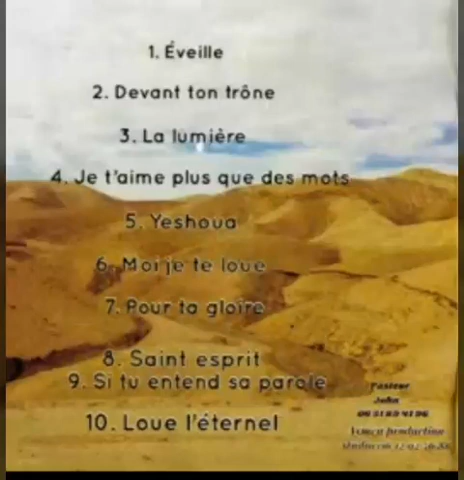 1. Éveille
2. Devant ton trône
3. La lumière
4. Je t'aime plus que des mots
5. Yeshoua
6. Moi je te loue
7. Pour ta gloire
8. Saint esprit
9. Si tu entend sa parole
10. Loue l'éternel
Pasteur
John
production